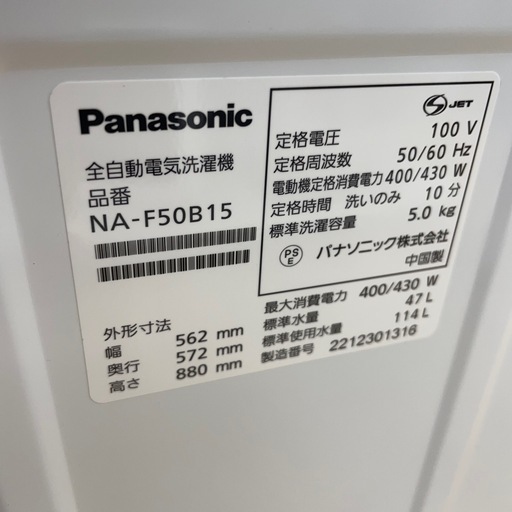 Panasonic
全自動電気洗濯機
品番
NA-F50B15
外形寸法
幅 562 mm
奥行 572 mm
高さ 880 mm
S JET
定格電圧 100 V
定格周波数 50/60 Hz
電動機定格消費電力 400/430 W
定格時間 洗いのみ 10 分
標準洗濯容量 5.0 kg
PS E パナソニック株式会社
中国製
最大消費電力 400/430 W
標準水量 47 L
標準使用水量 114 L
製造番号 2212301316